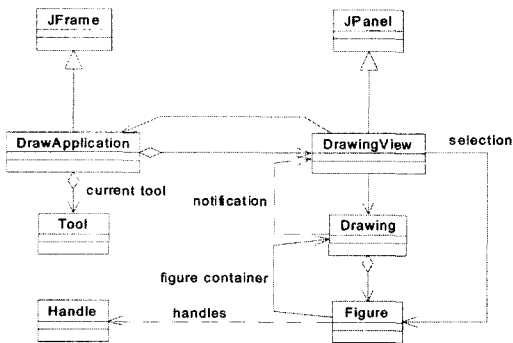 JFrame
JPanel
DrawApplication
DrawingView
selection
current tool
notification
Tool
Drawing
figure container
Handle
handles
Figure